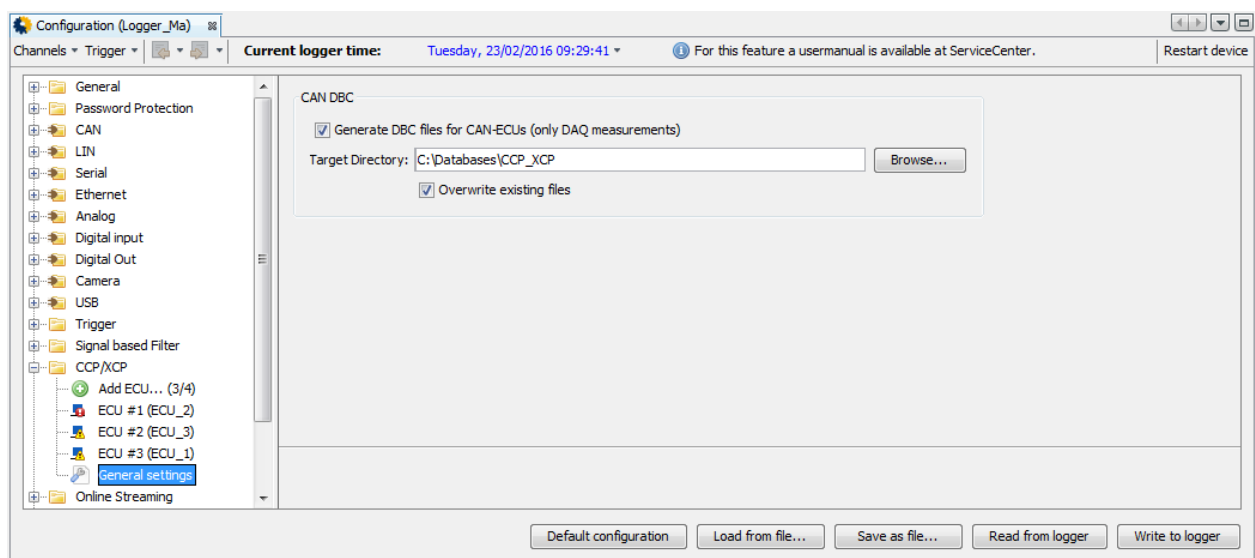 Configuration (Logger_Ma)
Channels Trigger Current logger time: Tuesday, 23/02/2016 09:29:41 For this feature a usermanual is available at ServiceCenter. Restart device
General
Password Protection
CAN
LIN
Serial
Ethernet
Analog
Digital input
Digital Out
Camera
USB
Trigger
Signal based Filter
CCP/XCP
Add ECU... (3/4)
ECU #1 (ECU_2)
ECU #2 (ECU_3)
ECU #3 (ECU_1)
General settings
Online Streaming
CAN DBC
Generate DBC files for CAN-ECUs (only DAQ measurements)
Target Directory: C:\Databases\CCP_XCP Browse...
Overwrite existing files
Default configuration Load from file... Save as file... Read from logger Write to logger